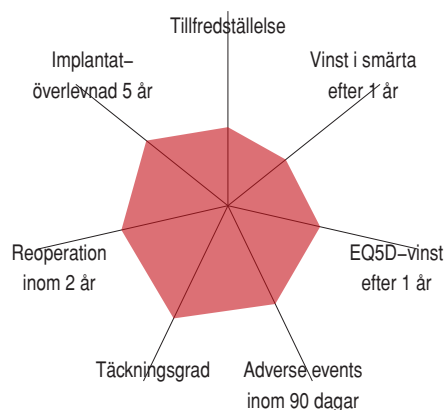 Tillfredställelse
Implantat–
överlevnad 5 år
Vinst i smärta
efter 1 år
Reoperation
inom 2 år
EQ5D–vinst
efter 1 år
Täckningsgrad
Adverse events
inom 90 dagar